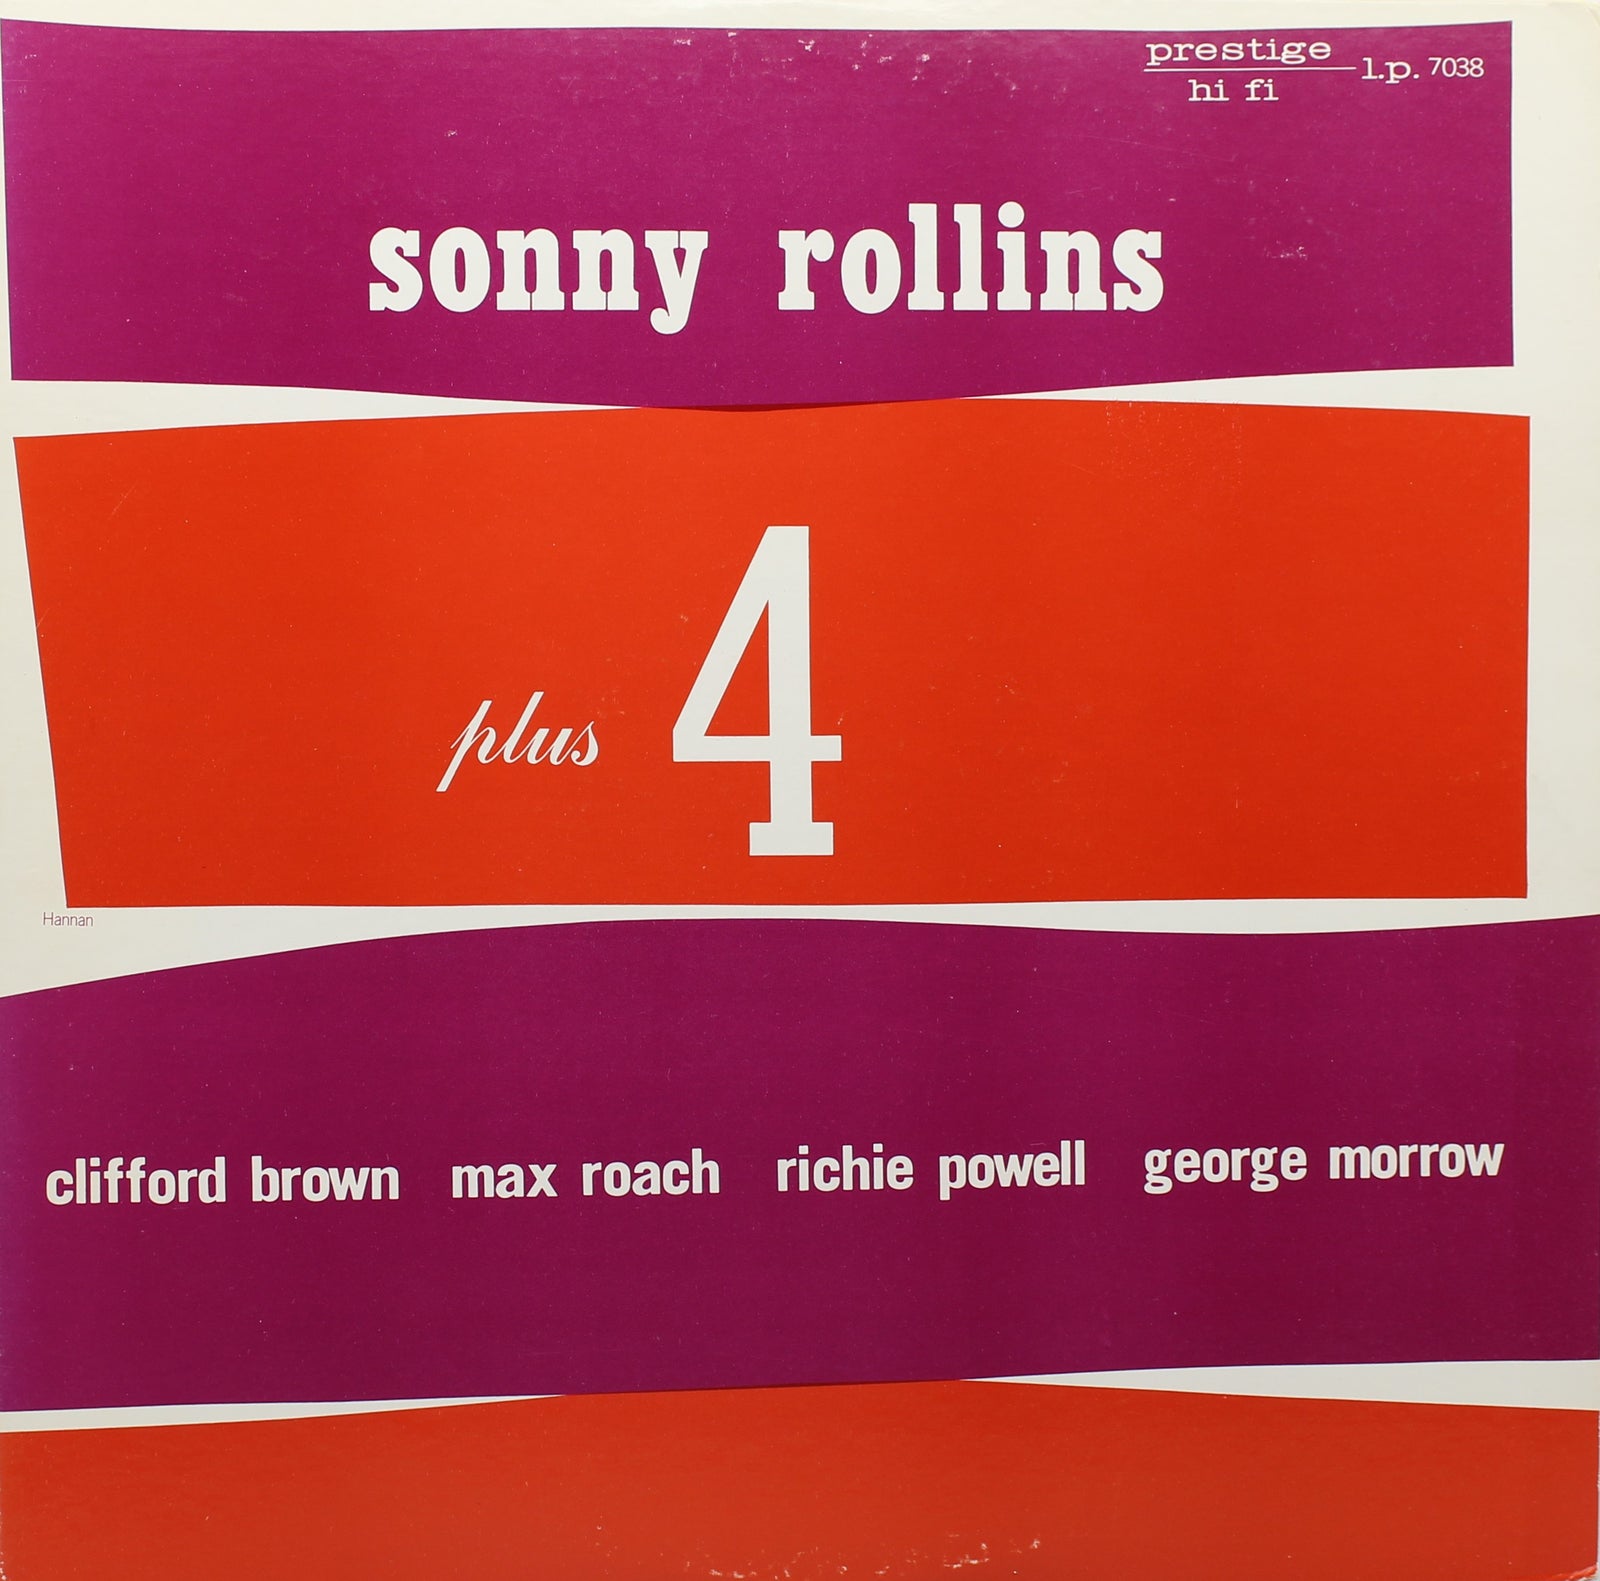 prestige
hi fi
l.p. 7038
sonny rollins
plus 4
Hannan
clifford brown max roach richie powell george morrow